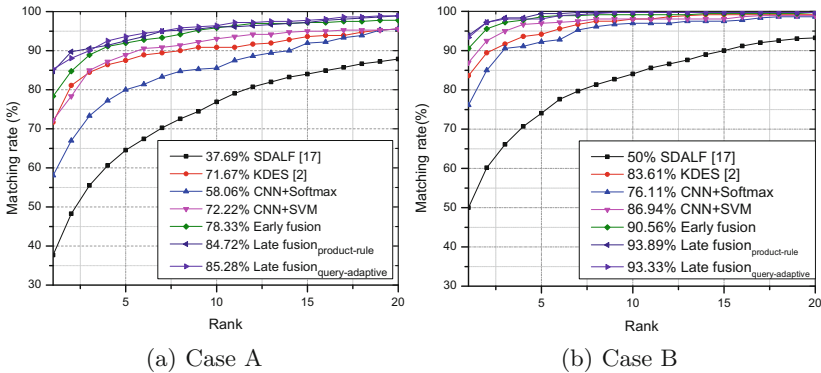 100
90
80
70
60
50
40
30
Matching rate (%)
37.69% SDALF [17]
71.67% KDES [2]
58.06% CNN+Softmax
72.22% CNN+SVM
78.33% Early fusion
84.72% Late fusion product-rule
85.28% Late fusion query-adaptive
5 10 15 20
Rank
(a) Case A
100
90
80
70
60
50
40
30
Matching rate(%)
50% SDALF [17]
83.61% KDES [2]
76.11% CNN+Softmax
86.94% CNN+SVM
90.56% Early fusion
93.89% Late fusion product-rule
93.33% Late fusion query-adaptive
5 10 15 20
Rank
(b) Case B